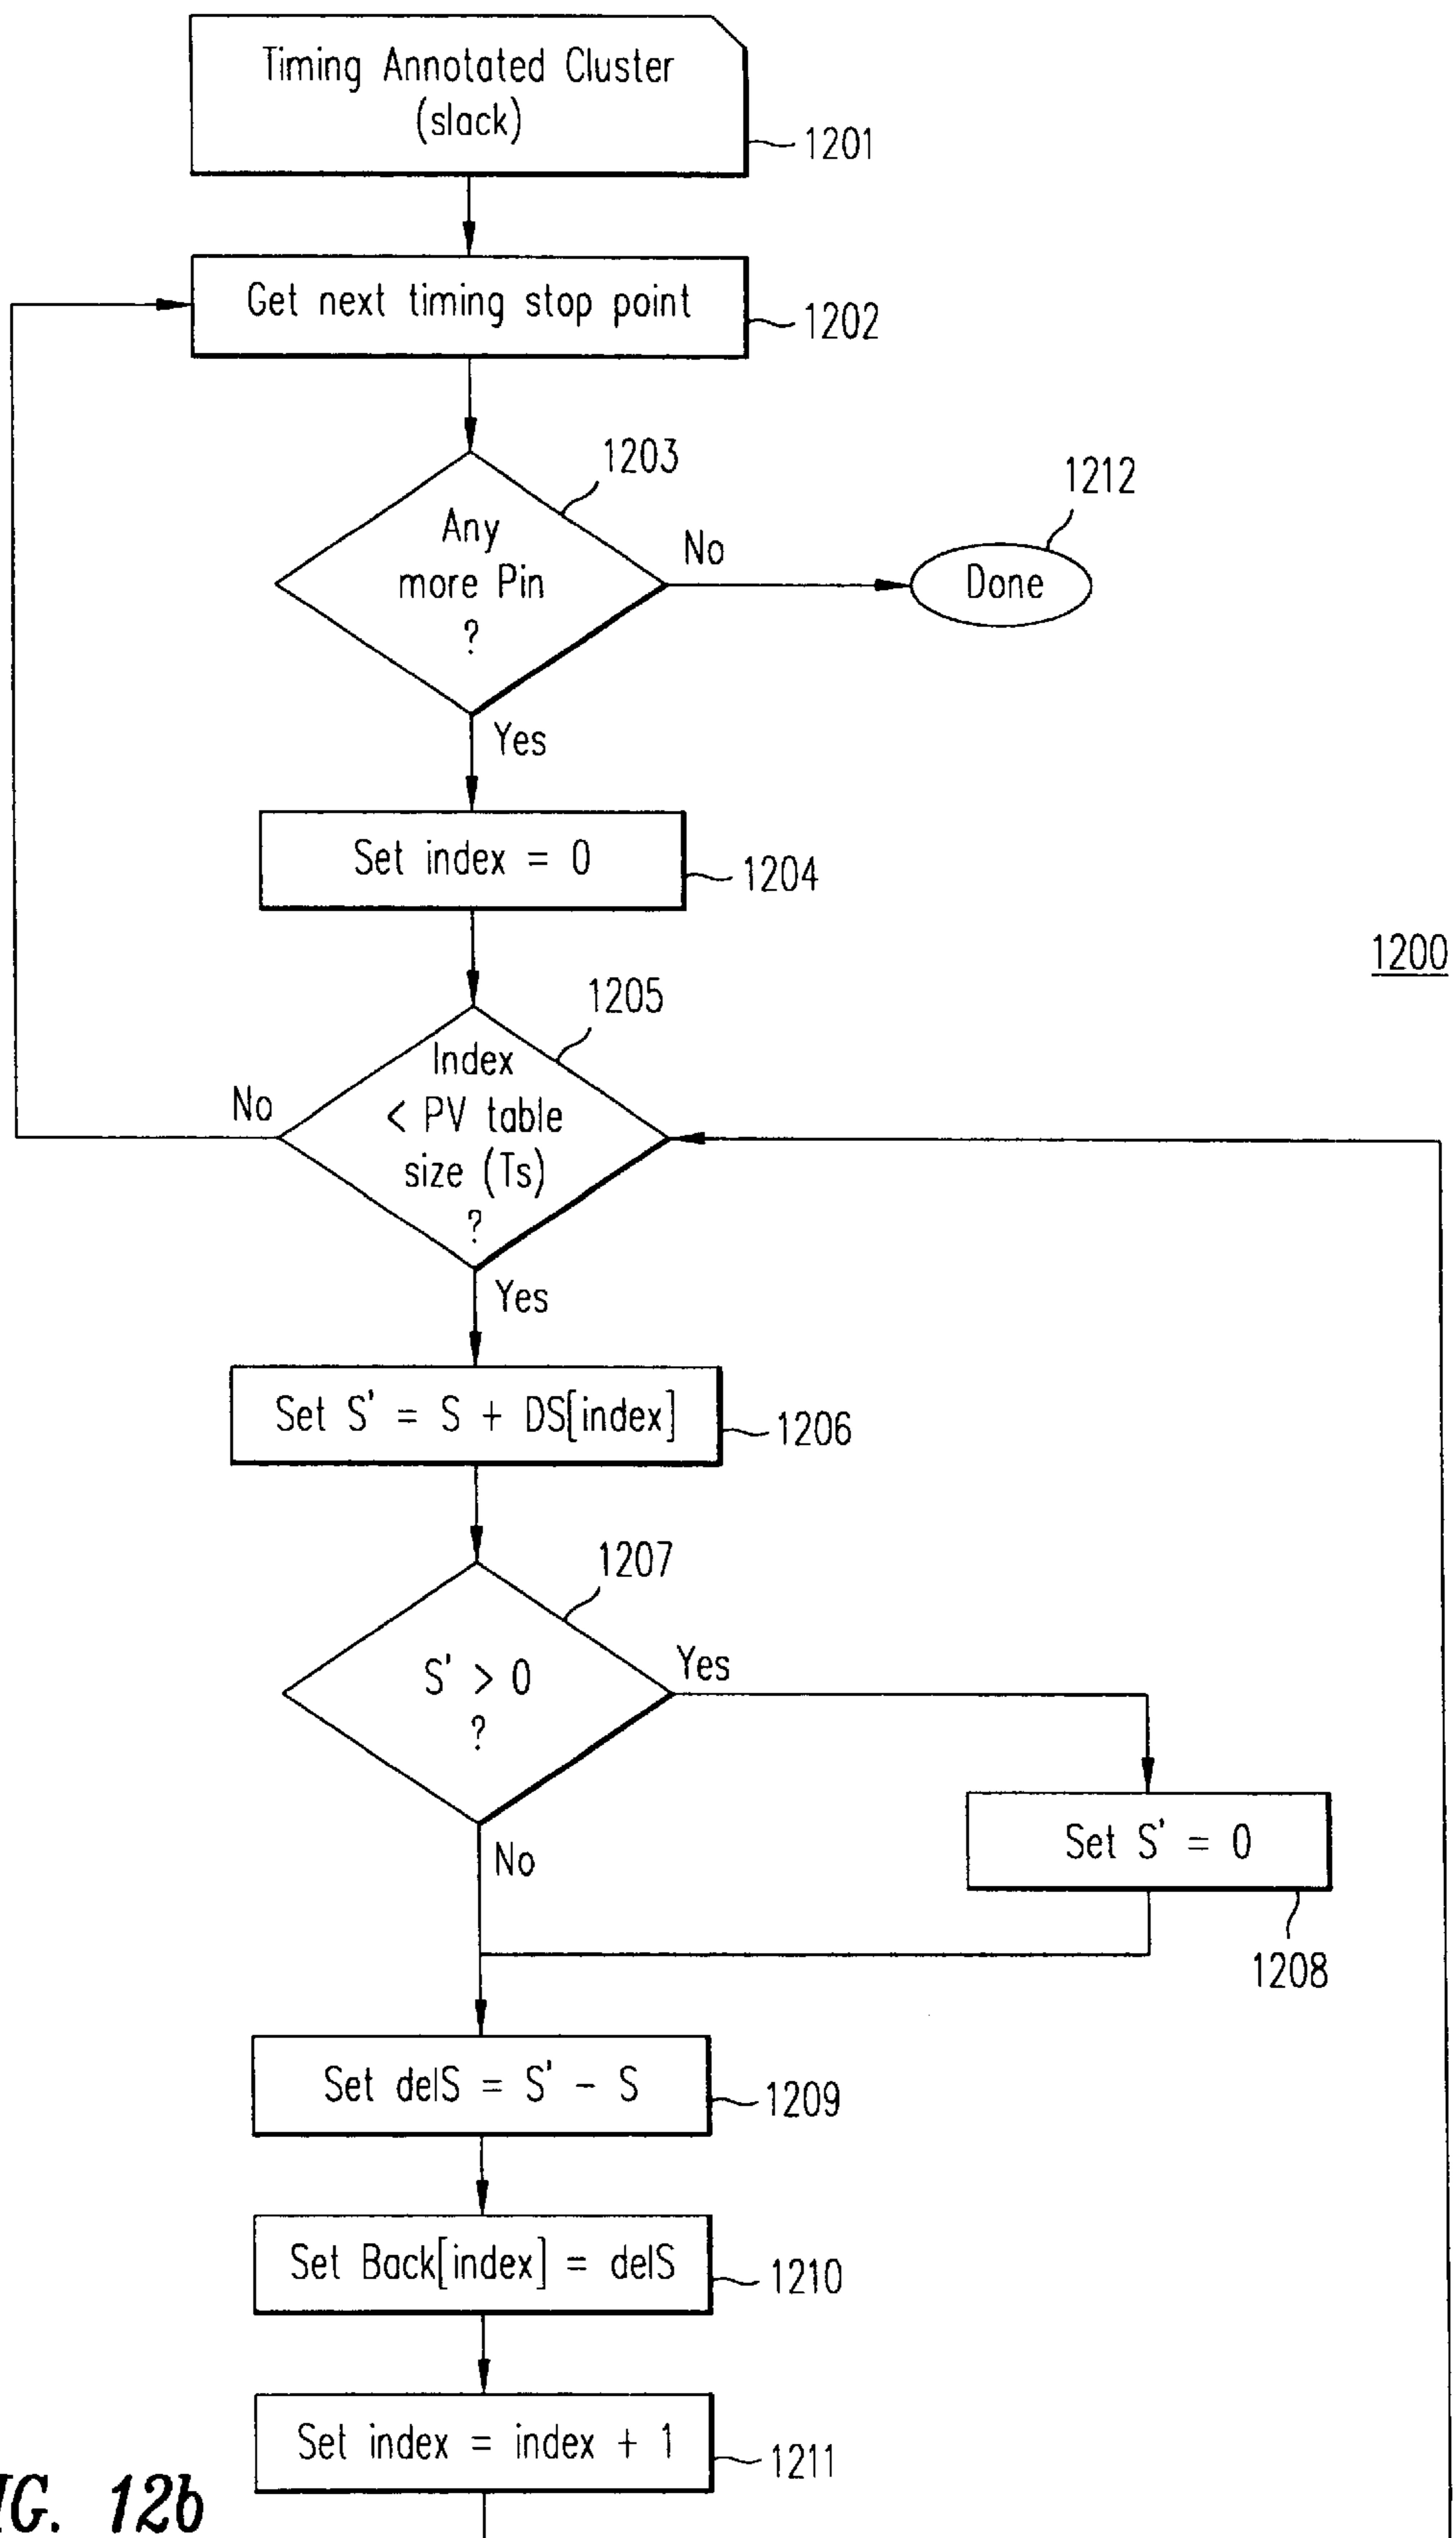 Timing Annotated Cluster
(slack)
1201
Get next timing stop point
1202
1203
Any
more Pin
?
No
1212
Done
Yes
Set index = 0
1204
1200
1205
Index
< PV table
size (Ts)
?
No
Yes
Set S' = S + DS[index]
1206
1207
S' > 0
?
Yes
No
Set S' = 0
1208
Set delS = S' - S
1209
Set Back[index] = delS
1210
Set index = index + 1
1211
IG. 12b